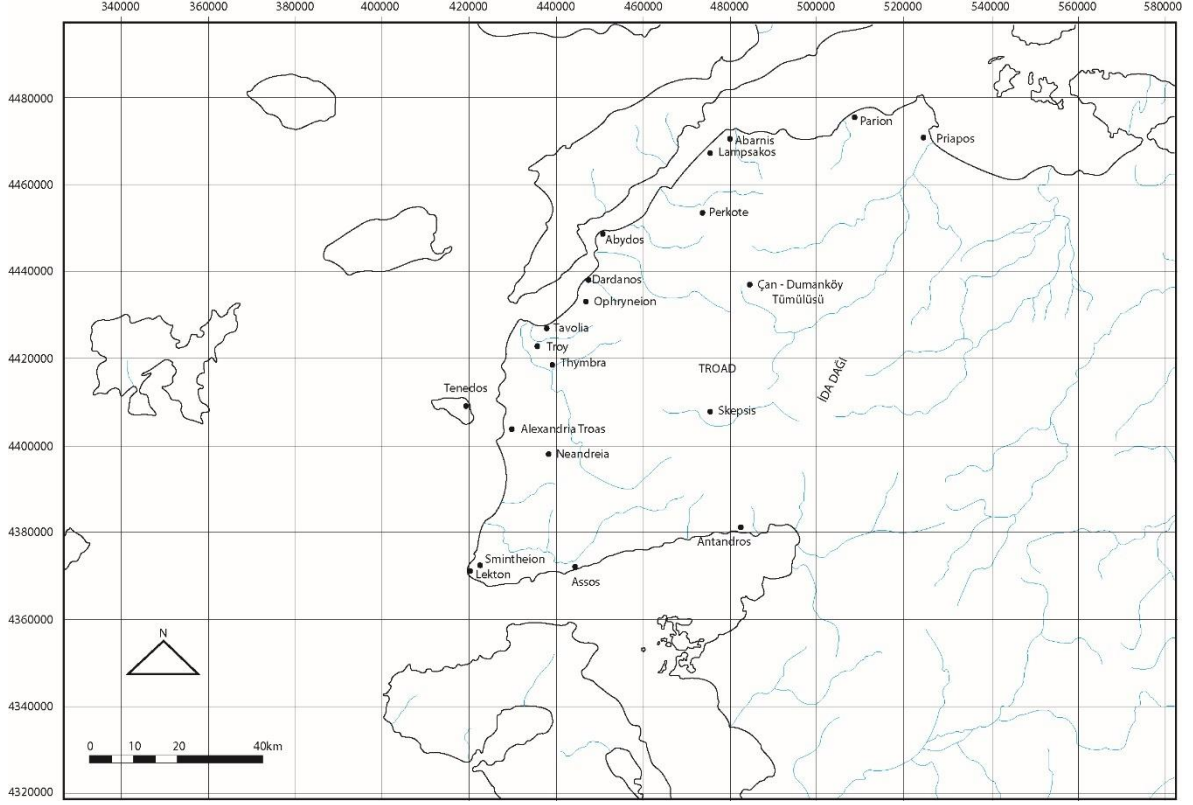 340000 360000 380000 400000 420000 440000 460000 480000 500000 520000 540000 560000 580000
4480000
4460000
4440000
4420000
4400000
4380000
4360000
4340000
4320000
Parion
Priapos
Abarnis
Lampsakos
Perkote
Abydos
Dardanos
Çan - Dumanköy
Tümülüsü
Ophryneion
Tavolia
Troy
Thymbra
TROAD
İDA DAĞI
Tenedos
Skepsis
Alexandria Troas
Neandreia
Antandros
Smintheion
Lekton
Assos
N
0 10 20 40km